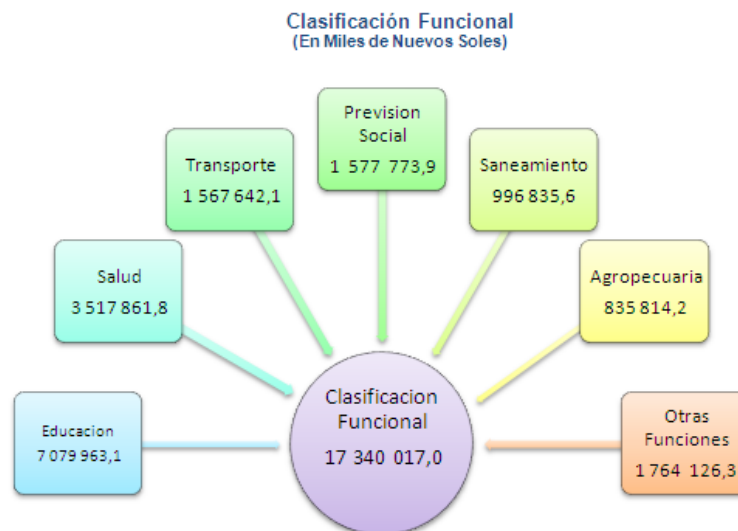 Clasificación Funcional
(En Miles de Nuevos Soles)
Prevision
Social
1 577 773,9
Transporte
1 567 642,1
Saneamiento
996 835,6
Salud
3 517 861,8
Agropecuaria
835 814,2
Educacion
7 079 963,1
Clasificacion
Funcional
17 340 017,0
Otras
Funciones
1 764 126,3